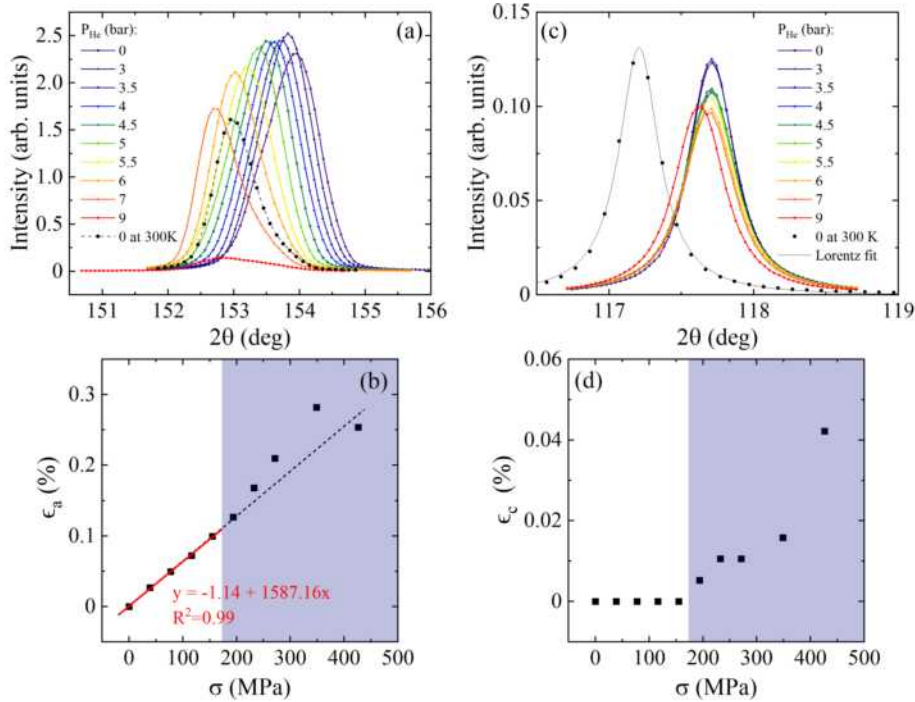 (a)
P_He (bar):
0
3
3.5
4
4.5
5
5.5
6
7
9
0 at 300K
Intensity (arb. units)
2.5
2.0
1.5
1.0
0.5
0
151 152 153 154 155 156
2θ (deg)
(c)
P_He (bar):
0
3
3.5
4
4.5
5
5.5
6
7
9
0 at 300 K
Lorentz fit
Intensity (arb. units)
0.15
0.10
0.05
0
117 118 119
2θ (deg)
(b)
ϵ_a (%)
0.3
0.2
0.1
0
y = -1.14 + 1587.16x
R²=0.99
0 100 200 300 400 500
σ (MPa)
(d)
ϵ_c (%)
0.06
0.04
0.02
0
0 100 200 300 400 500
σ (MPa)